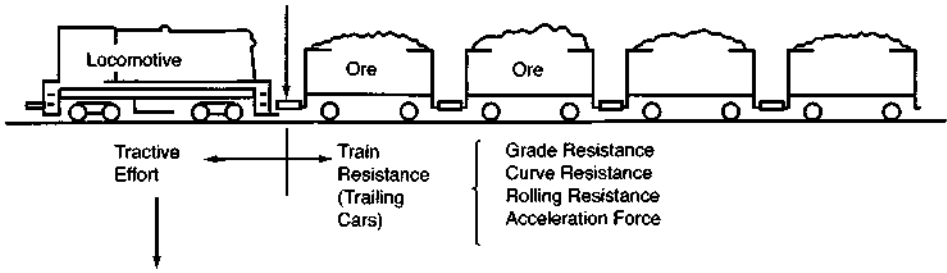 Locomotive
Ore
Ore
Tractive
Effort
Train
Resistance
(Trailing
Cars)
Grade Resistance
Curve Resistance
Rolling Resistance
Acceleration Force